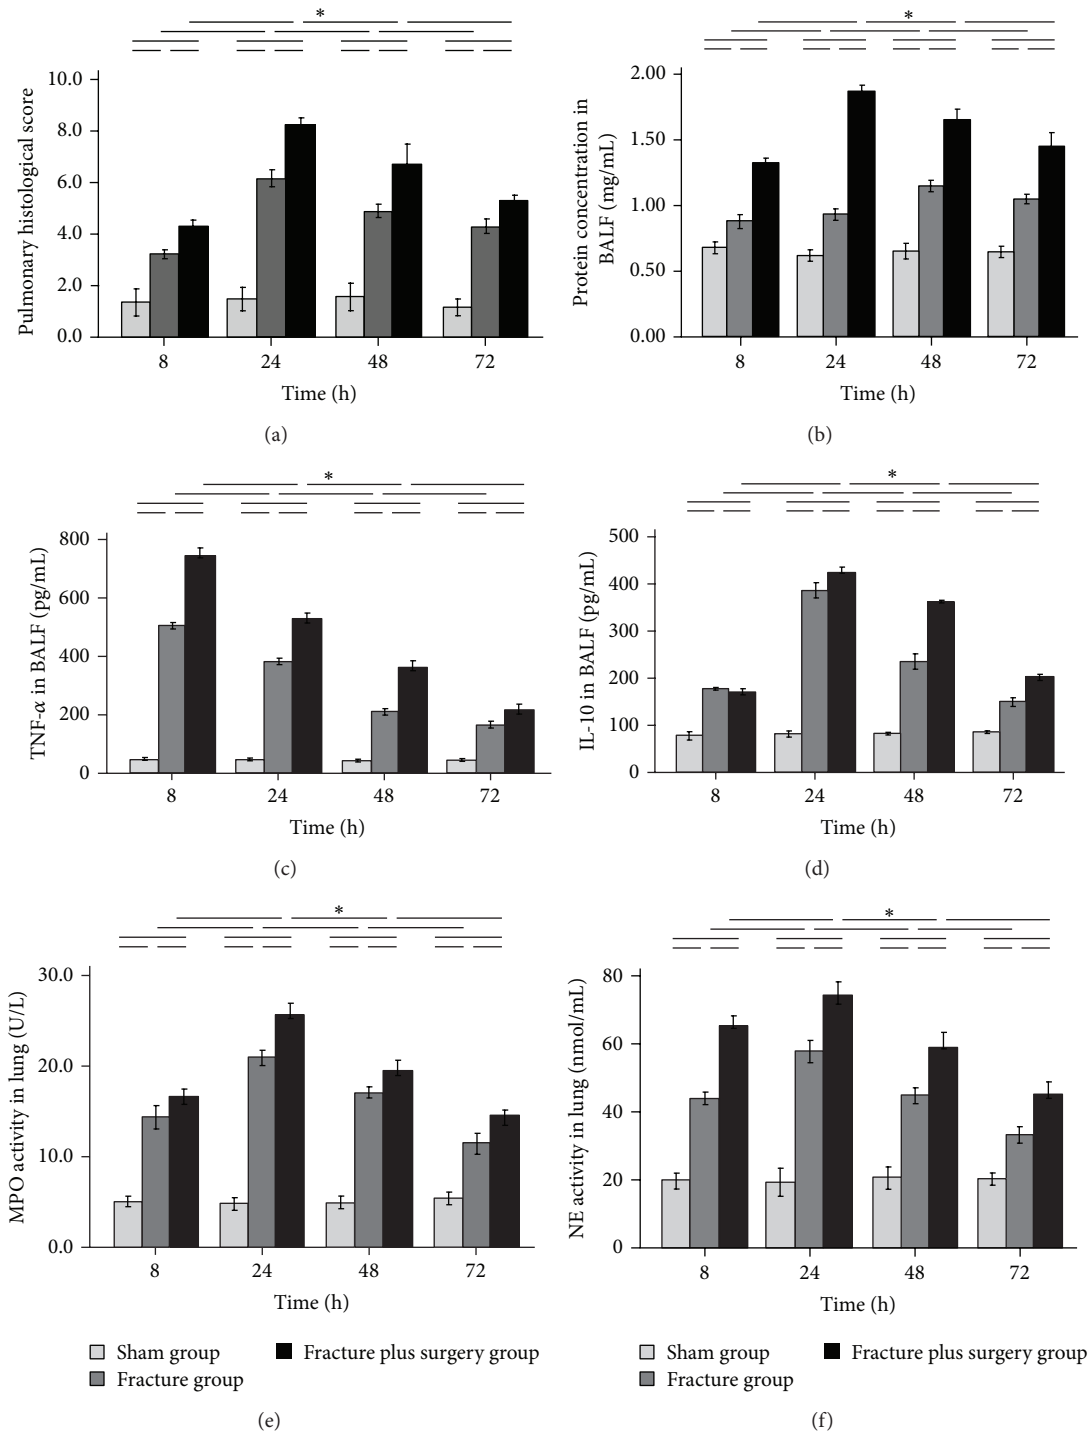 *
Pulmonary histological score
10.0
8.0
6.0
4.0
2.0
0.0
8 24 48 72
Time (h)
(a)
*
Protein concentration in
BALF (mg/mL)
2.00
1.50
1.00
0.50
0.00
8 24 48 72
Time (h)
(b)
*
TNF-α in BALF (pg/mL)
800
600
400
200
0
8 24 48 72
Time (h)
(c)
*
IL-10 in BALF (pg/mL)
500
400
300
200
100
0
8 24 48 72
Time (h)
(d)
*
MPO activity in lung (U/L)
30.0
20.0
10.0
0.0
8 24 48 72
Time (h)
Sham group
Fracture group
Fracture plus surgery group
(e)
*
NE activity in lung (nmol/mL)
80
60
40
20
0
8 24 48 72
Time (h)
Sham group
Fracture group
Fracture plus surgery group
(f)